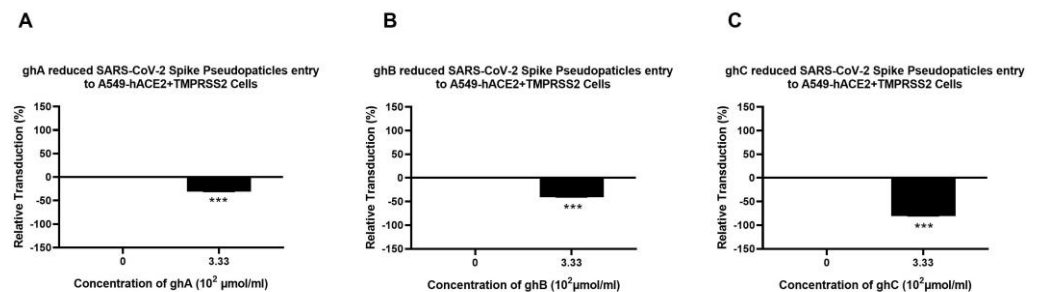 A
ghA reduced SARS-CoV-2 Spike Pseudopaticles entry
to A549-hACE2+TMPRSS2 Cells
Relative Transduction (%)
150
100
50
0
-50
-100
-150
***
0
3.33
Concentration of ghA (10² µmol/ml)
B
ghB reduced SARS-CoV-2 Spike Pseudopaticles entry
to A549-hACE2+TMPRSS2 Cells
Relative Transduction (%)
150
100
50
0
-50
-100
-150
***
0
3.33
Concentration of ghB (10²µmol/ml)
C
ghC reduced SARS-CoV-2 Spike Pseudopaticles entry
to A549-hACE2+TMPRSS2 Cells
Relative Transduction (%)
150
100
50
0
-50
-100
-150
***
0
3.33
Concentration of ghC (10²µmol/ml)